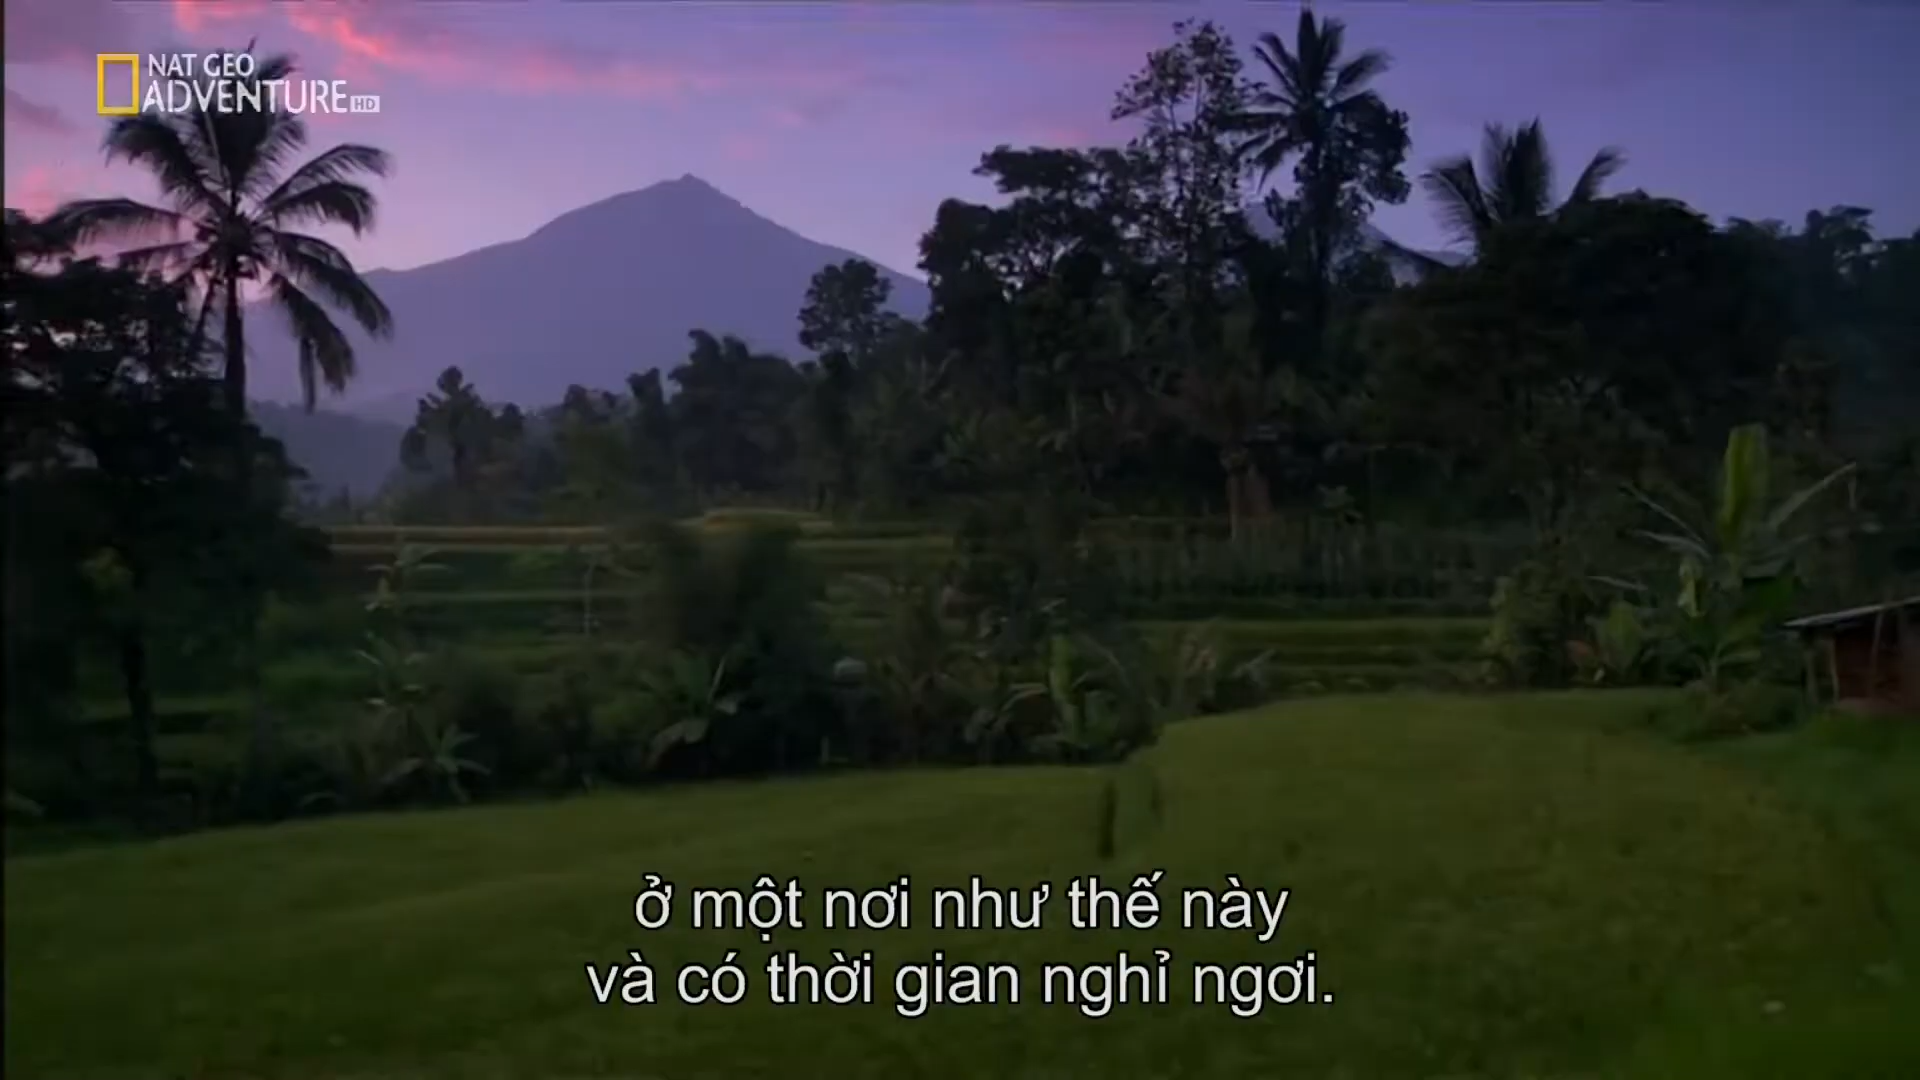 NAT GEO
ADVENTURE HD
ở một nơi như thế này
và có thời gian nghỉ ngơi.